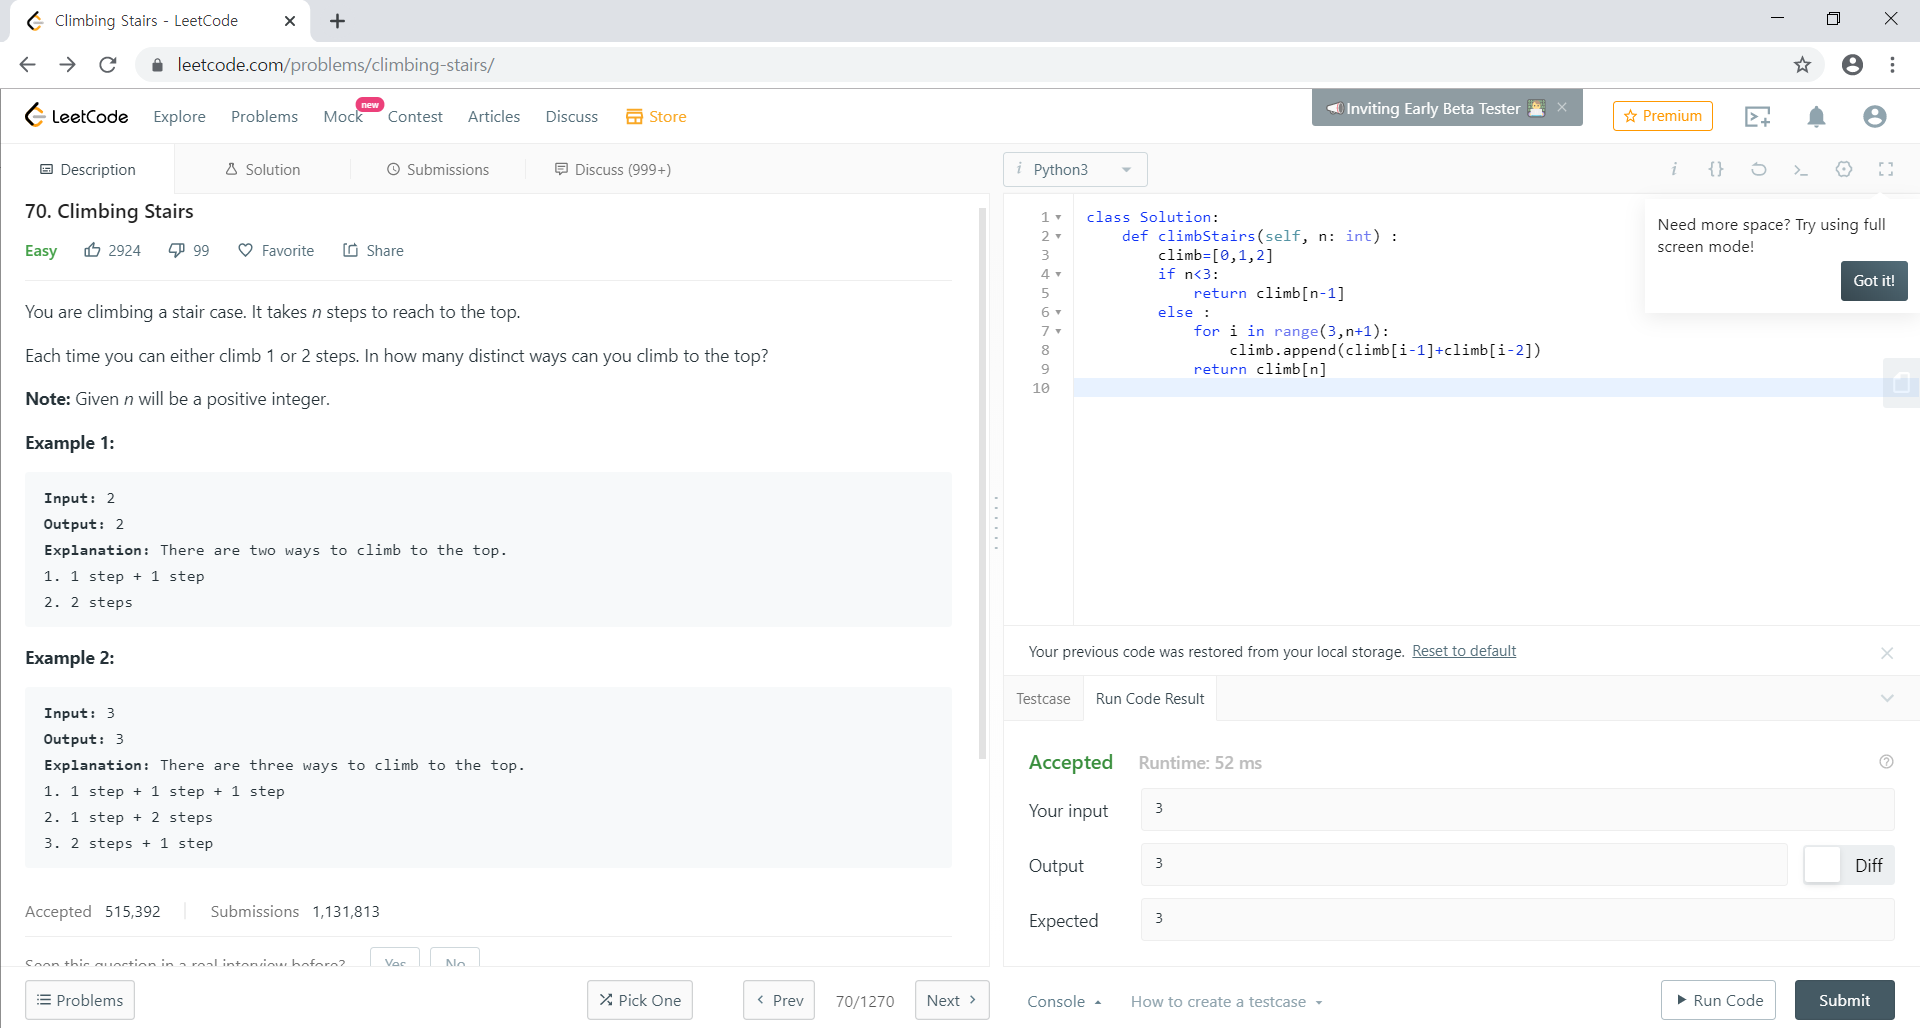 Climbing Stairs - LeetCode
leetcode.com/problems/climbing-stairs/
LeetCode
Explore
Problems
Mock
new
Contest
Articles
Discuss
Store
Inviting Early Beta Tester
Premium
Description
Solution
Submissions
Discuss (999+)
i Python3
i
{}
70. Climbing Stairs
Easy
2924
99
Favorite
Share
You are climbing a stair case. It takes n steps to reach to the top.
Each time you can either climb 1 or 2 steps. In how many distinct ways can you climb to the top?
Note: Given n will be a positive integer.
Example 1:
Input: 2
Output: 2
Explanation: There are two ways to climb to the top.
1. 1 step + 1 step
2. 2 steps
Example 2:
Input: 3
Output: 3
Explanation: There are three ways to climb to the top.
1. 1 step + 1 step + 1 step
2. 1 step + 2 steps
3. 2 steps + 1 step
Accepted 515,392
Submissions 1,131,813
Seen this question in a real interview before?
Yes
No
Problems
Pick One
Prev
70/1270
Next
1 class Solution:
2     def climbStairs(self, n: int) :
3         climb=[0,1,2]
4         if n<3:
5             return climb[n-1]
6         else :
7             for i in range(3,n+1):
8                 climb.append(climb[i-1]+climb[i-2])
9             return climb[n]
10
Need more space? Try using full
screen mode!
Got it!
Your previous code was restored from your local storage. Reset to default
Testcase
Run Code Result
Accepted
Runtime: 52 ms
Your input
3
Output
3
Diff
Expected
3
Console
How to create a testcase
Run Code
Submit